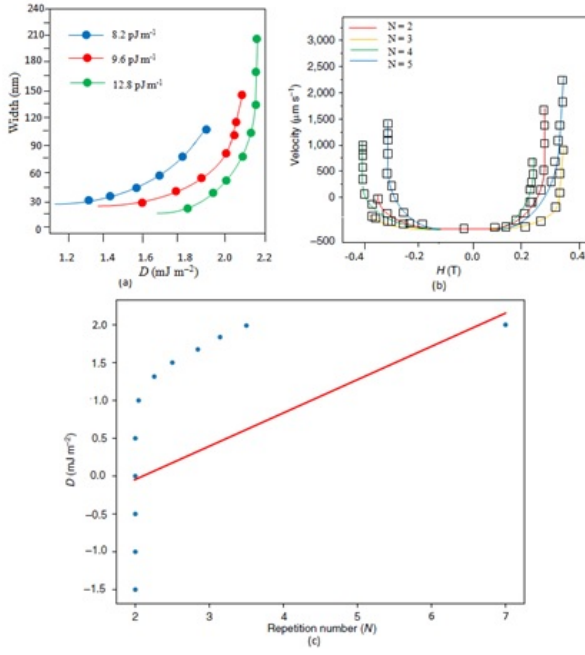 240
210
180
150
120
90
60
30
0
Width (nm)
8.2 pJ m⁻¹
9.6 pJ m⁻¹
12.8 pJ m⁻¹
1.2 1.4 1.6 1.8 2.0 2.2
D (mJ m⁻²)
(a)
3,000
2,500
2,000
1,500
1,000
500
0
−500
Velocity (μm s⁻¹)
N = 2
N = 3
N = 4
N = 5
-0.4 -0.2 0.0 0.2 0.4
H (T)
(b)
2.0
1.5
1.0
0.5
0.0
−0.5
−1.0
−1.5
D (mJ m⁻²)
2 3 4 5 6 7
Repetition number (N)
(c)